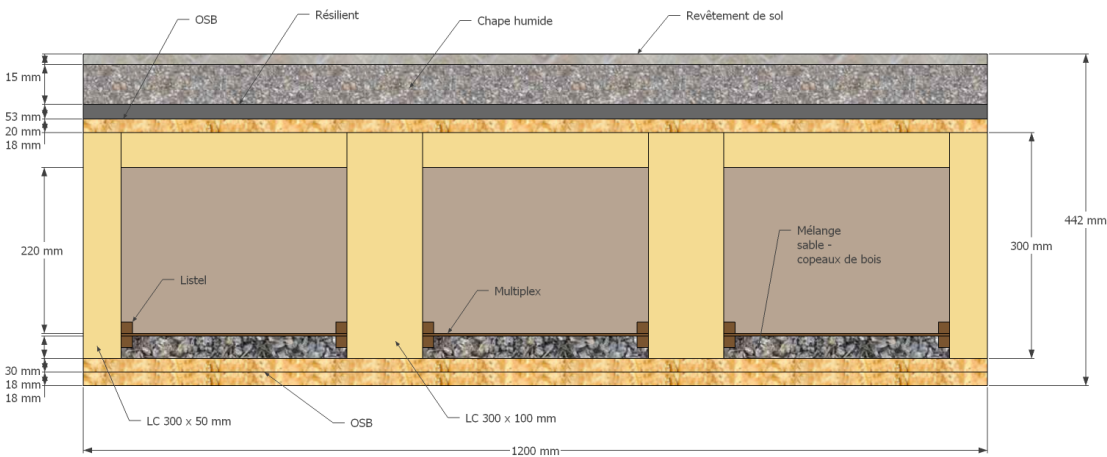 OSB
Résilient
Chape humide
Revêtement de sol
15 mm
53 mm
20 mm
18 mm
220 mm
Listel
Multiplex
Mélange
sable -
copeaux de bois
300 mm
442 mm
30 mm
18 mm
LC 300 x 50 mm
OSB
LC 300 x 100 mm
1200 mm